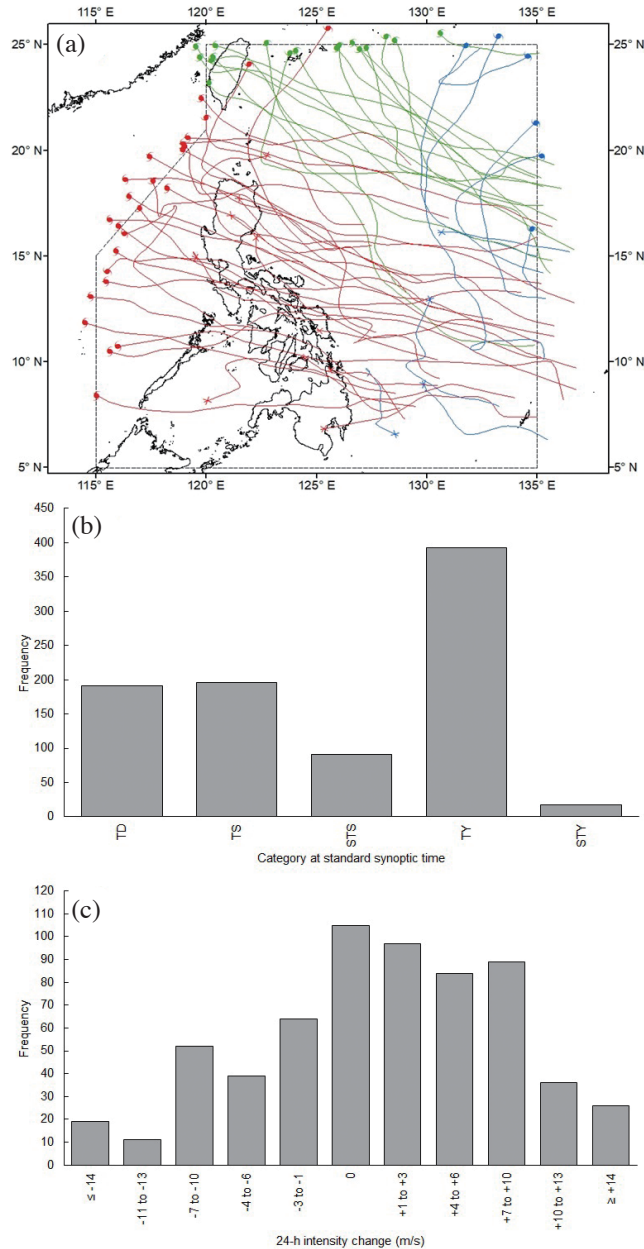 (a)
115° E 120° E 125° E 130° E 135° E
25° N 25° N
20° N 20° N
15° N 15° N
10° N 10° N
5° N 5° N
115° E 120° E 125° E 130° E 135° E
(b)
450
400
350
300
250
200
150
100
50
0
Frequency
TD TS STS TY STY
Category at standard synoptic time
(c)
120
110
100
90
80
70
60
50
40
30
20
10
0
Frequency
≤ -14 -11 to -13 -7 to -10 -4 to -6 -3 to -1 0 +1 to +3 +4 to +6 +7 to +10 +10 to +13 ≥ +14
24-h intensity change (m/s)